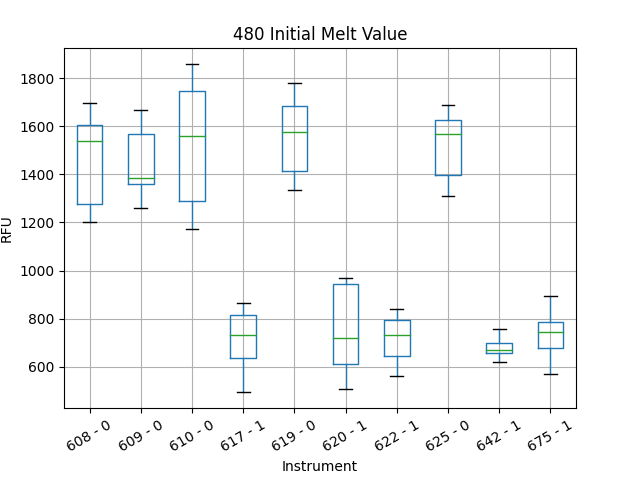 480 Initial Melt Value
RFU
1800
1600
1400
1200
1000
800
600
608 - 0
609 - 0
610 - 0
617 - 1
619 - 0
620 - 1
622 - 1
625 - 0
642 - 1
675 - 1
Instrument